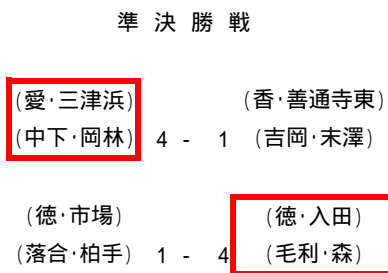 準決勝戦
(愛·三津浜) (香·善通寺東)
(中下·岡林) 4 - 1 (吉岡·末澤)
(徳·市場) (徳·入田)
(落合·柏手) 1 - 4 (毛利·森)